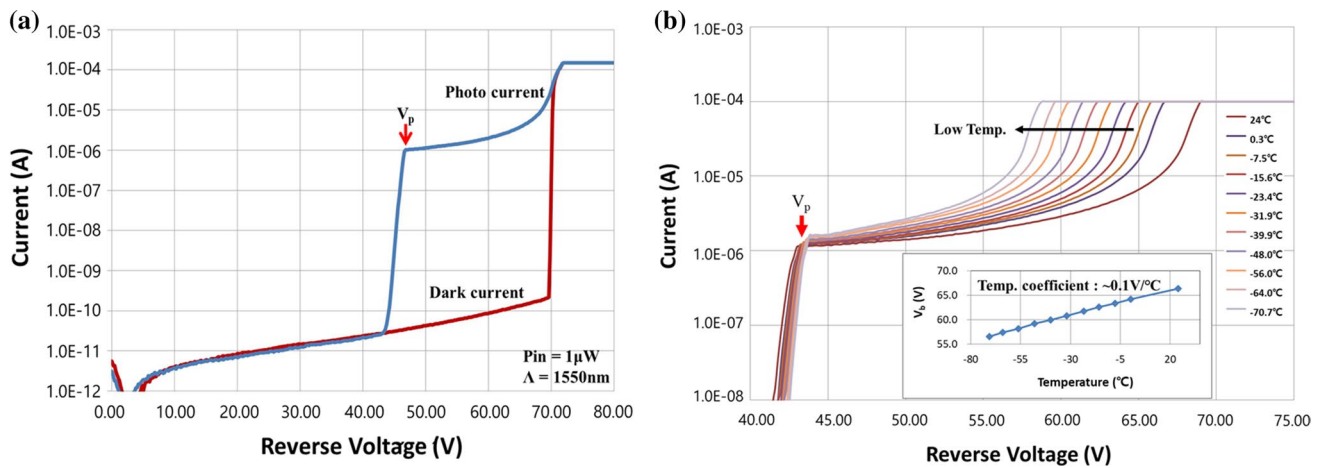 (a)
1.0E-03
1.0E-04
1.0E-05
1.0E-06
1.0E-07
1.0E-08
1.0E-09
1.0E-10
1.0E-11
1.0E-12
Current (A)
Photo current
Vp
Dark current
Pin = 1μW
Λ = 1550nm
0.00 10.00 20.00 30.00 40.00 50.00 60.00 70.00 80.00
Reverse Voltage (V)
(b)
1.0E-03
1.0E-04
1.0E-05
1.0E-06
1.0E-07
1.0E-08
Current (A)
Low Temp.
Vp
24℃
0.3℃
-7.5℃
-15.6℃
-23.4℃
-31.9℃
-39.9℃
-48.0℃
-56.0℃
-64.0℃
-70.7℃
70.0
65.0
60.0
55.0
Vb (V)
Temp. coefficient : ~0.1V/℃
-80 -55 -30 -5 20
Temperature (℃)
40.00 45.00 50.00 55.00 60.00 65.00 70.00 75.00
Reverse Voltage (V)